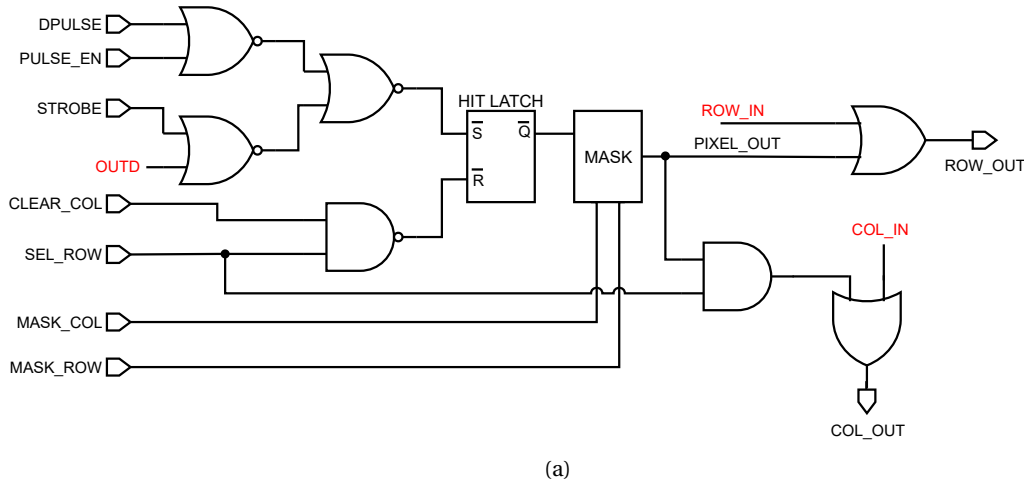 DPULSE
PULSE_EN
STROBE
OUTD
CLEAR_COL
SEL_ROW
MASK_COL
MASK_ROW
HIT LATCH
S̅
Q̅
R̅
MASK
ROW_IN
PIXEL_OUT
ROW_OUT
COL_IN
COL_OUT
(a)